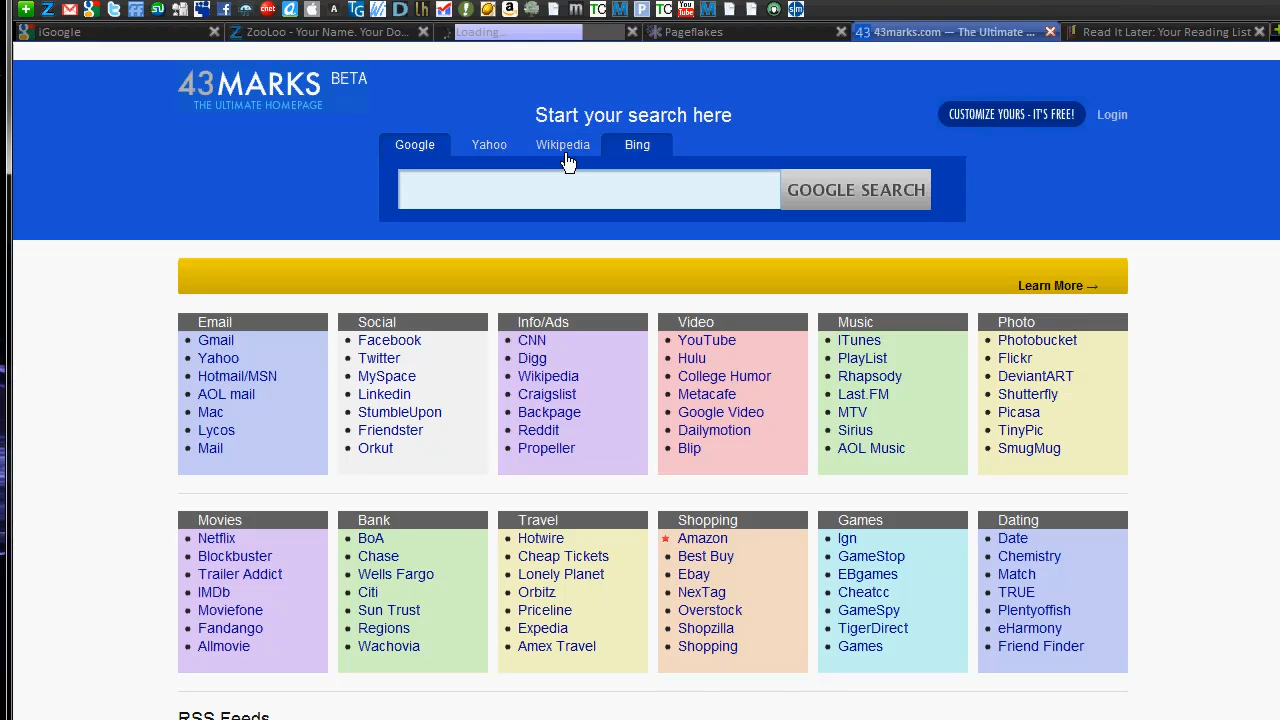 iGoogle
ZooLoo - Your Name. Your Do...
Loading...
Pageflakes
43 43marks.com — The Ultimate ...
Read It Later: Your Reading List
43MARKS BETA
THE ULTIMATE HOMEPAGE
Start your search here
CUSTOMIZE YOURS - IT'S FREE!
Login
Google
Yahoo
Wikipedia
Bing
GOOGLE SEARCH
Learn More →
Email
Gmail
Yahoo
Hotmail/MSN
AOL mail
Mac
Lycos
Mail
Social
Facebook
Twitter
MySpace
Linkedin
StumbleUpon
Friendster
Orkut
Info/Ads
CNN
Digg
Wikipedia
Craigslist
Backpage
Reddit
Propeller
Video
YouTube
Hulu
College Humor
Metacafe
Google Video
Dailymotion
Blip
Music
ITunes
PlayList
Rhapsody
Last.FM
MTV
Sirius
AOL Music
Photo
Photobucket
Flickr
DeviantART
Shutterfly
Picasa
TinyPic
SmugMug
Movies
Netflix
Blockbuster
Trailer Addict
IMDb
Moviefone
Fandango
Allmovie
Bank
BoA
Chase
Wells Fargo
Citi
Sun Trust
Regions
Wachovia
Travel
Hotwire
Cheap Tickets
Lonely Planet
Orbitz
Priceline
Expedia
Amex Travel
Shopping
Amazon
Best Buy
Ebay
NexTag
Overstock
Shopzilla
Shopping
Games
Ign
GameStop
EBgames
Cheatcc
GameSpy
TigerDirect
Games
Dating
Date
Chemistry
Match
TRUE
Plentyoffish
eHarmony
Friend Finder
RSS Feeds